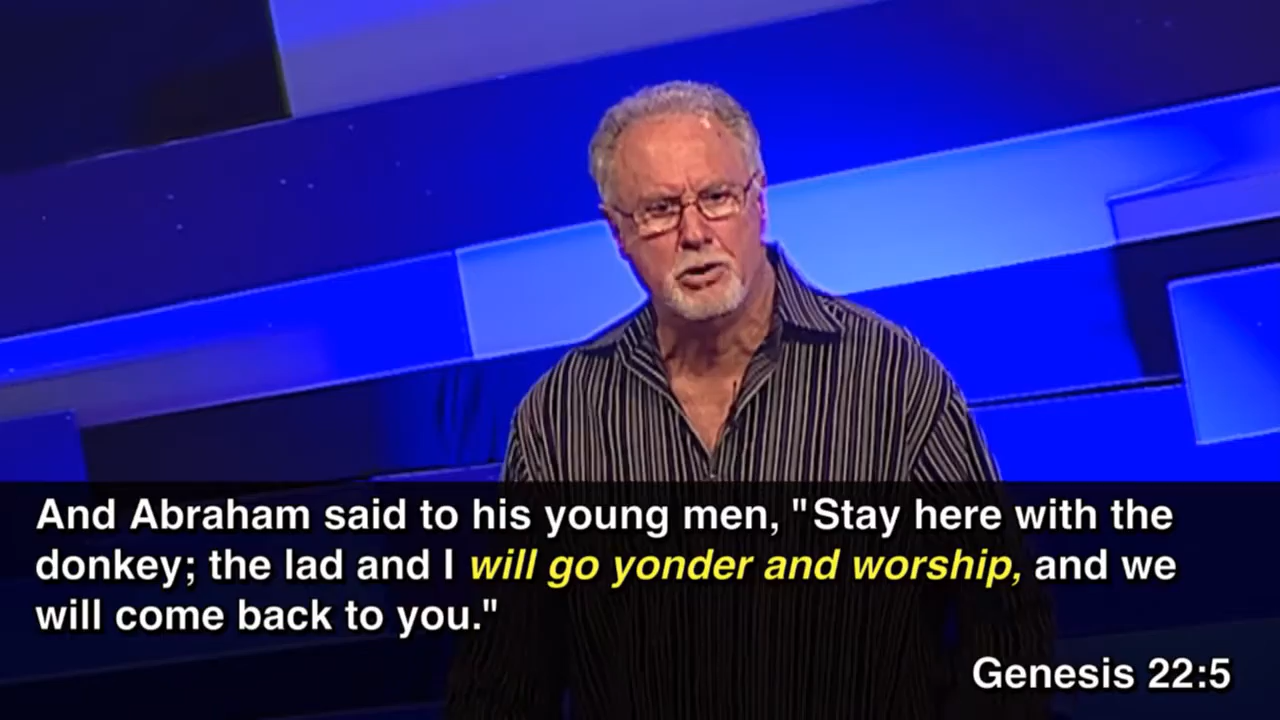 And Abraham said to his young men, "Stay here with the
donkey; the lad and I will go yonder and worship, and we
will come back to you."
Genesis 22:5